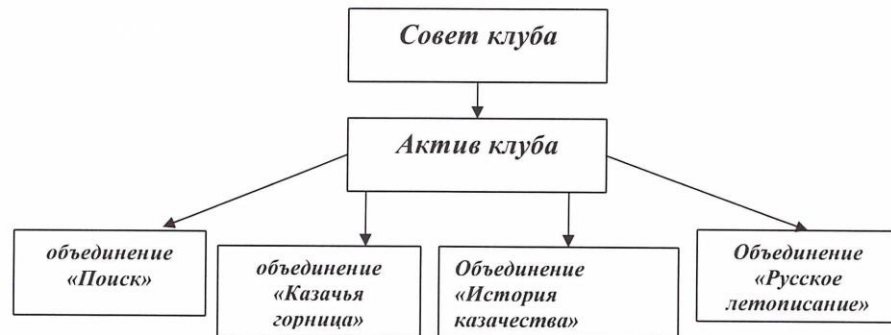 Совет клуба
Актив клуба
объединение
«Поиск»
объединение
«Казачья
горница»
Объединение
«История
казачества»
Объединение
«Русское
летописание»